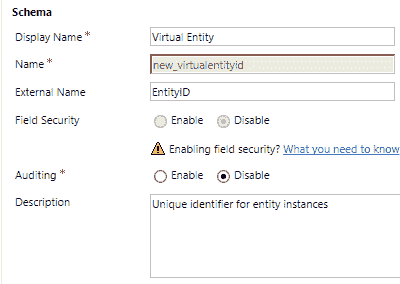 Schema
Display Name * Virtual Entity
Name * new_virtualentityid
External Name EntityID
Field Security Enable Disable
Enabling field security? What you need to know
Auditing * Enable Disable
Description Unique identifier for entity instances